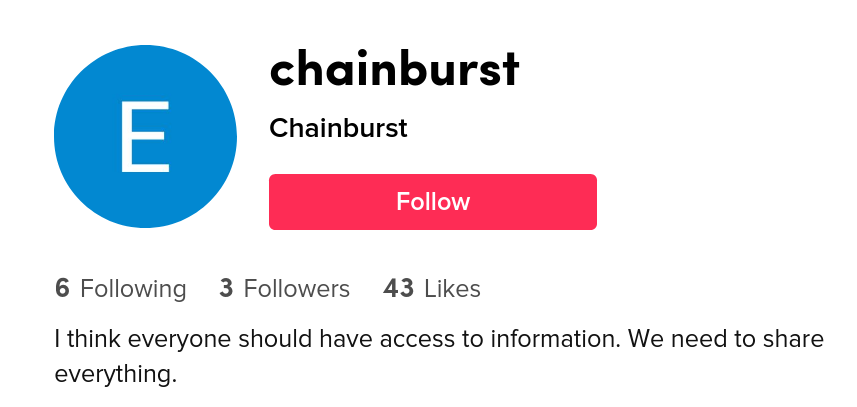 E
chainburst
Chainburst
Follow
6 Following 3 Followers 43 Likes
I think everyone should have access to information. We need to share
everything.